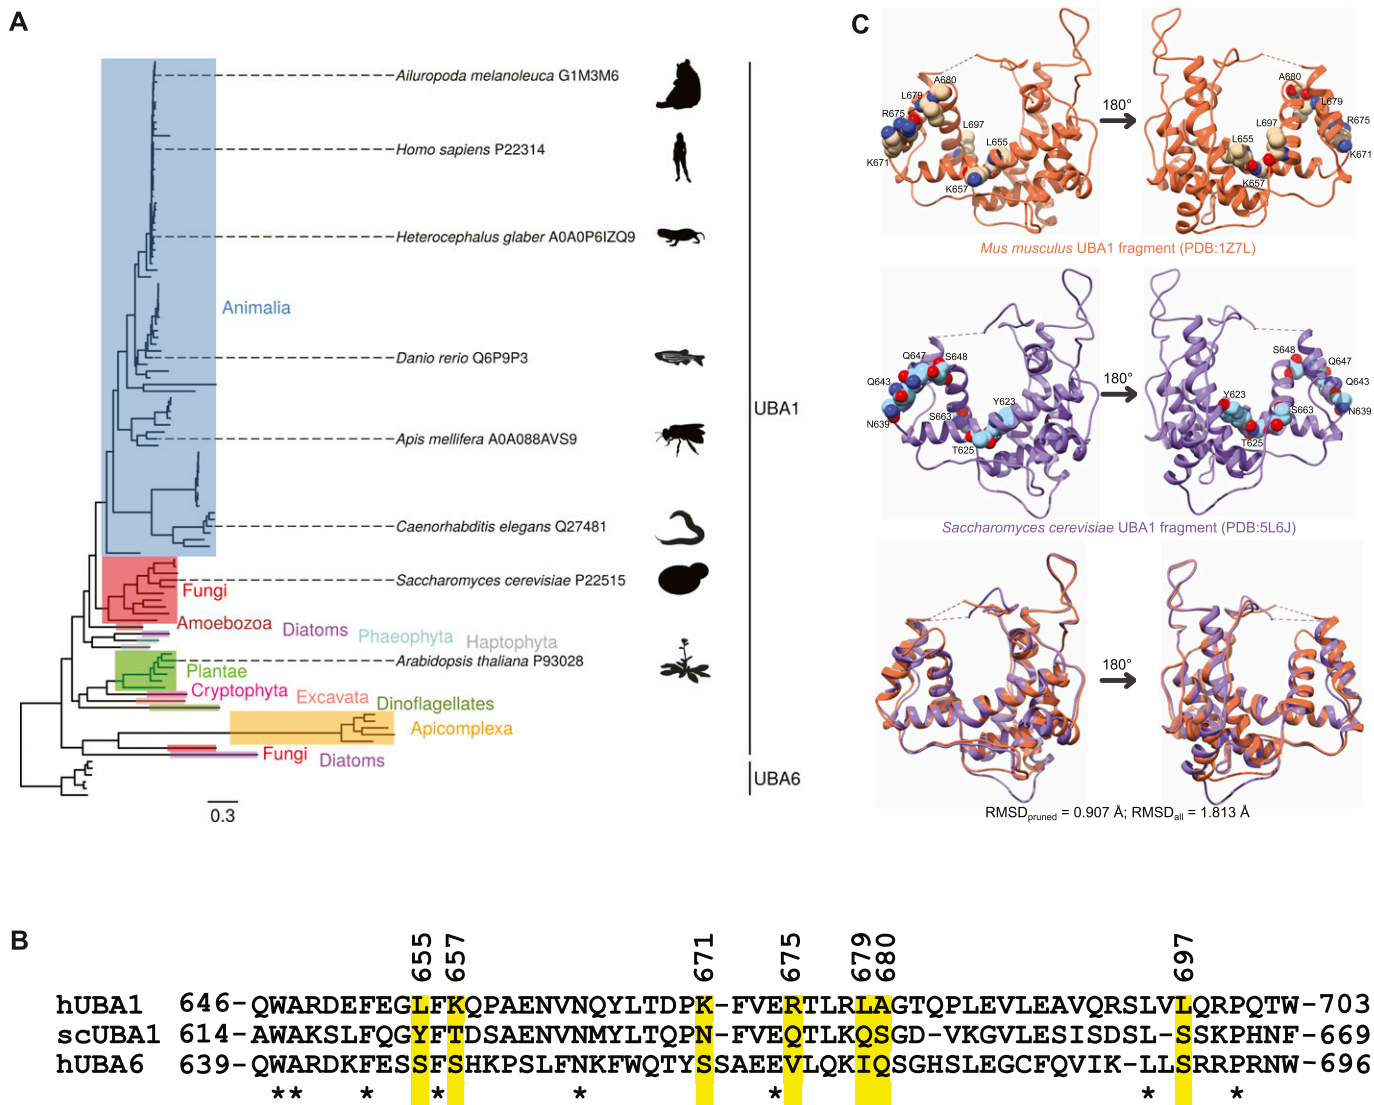 A
Ailuropoda melanoleuca G1M3M6
Homo sapiens P22314
Heterocephalus glaber A0A0P6IZQ9
Animalia
Danio rerio Q6P9P3
UBA1
Apis mellifera A0A088AVS9
Caenorhabditis elegans Q27481
Saccharomyces cerevisiae P22515
Fungi
Amoebozoa
Diatoms
Phaeophyta
Haptophyta
Arabidopsis thaliana P93028
Plantae
Cryptophyta
Excavata
Dinoflagellates
Apicomplexa
Fungi
Diatoms
UBA6
0.3
C
A680
L679
R675
L697
L655
K671
K657
180°
A680
L679
R675
L697
L655
K671
K657
Mus musculus UBA1 fragment (PDB:1Z7L)
Q647
S648
Q643
Y623
S663
N639
T625
180°
S648
Q647
Q643
Y623
S663
N639
T625
Saccharomyces cerevisiae UBA1 fragment (PDB:5L6J)
180°
RMSDpruned = 0.907 Å; RMSDall = 1.813 Å
B
655 657 671 675 679 680 697
hUBA1 646-QWARDEFEGLFKQPAENVNQYLTDPK-FVERTLRLAGTQPLEVLEAVQRSLVLQRPQTW-703
scUBA1 614-AWAKSLFQGYFTDSAENVNMYLTQPN-FVEQTLKQSGD-VKGVLESISDSL-SSKPHNF-669
hUBA6 639-QWARDKFESSFSHKPSLFNKFWQTYSSAEEVLQKIQSGHSLEGCFQVIK-LLSRRPRNW-696
* * * * * * * *